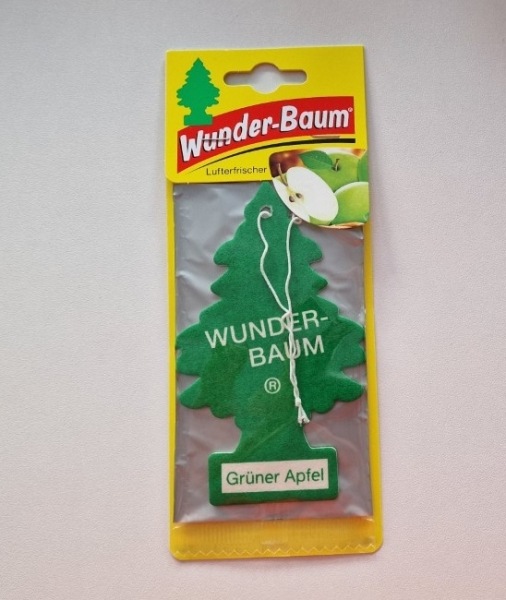 Wunder-Baum®
Lufterfrischer
WUNDER-
BAUM
®
Grüner Apfel